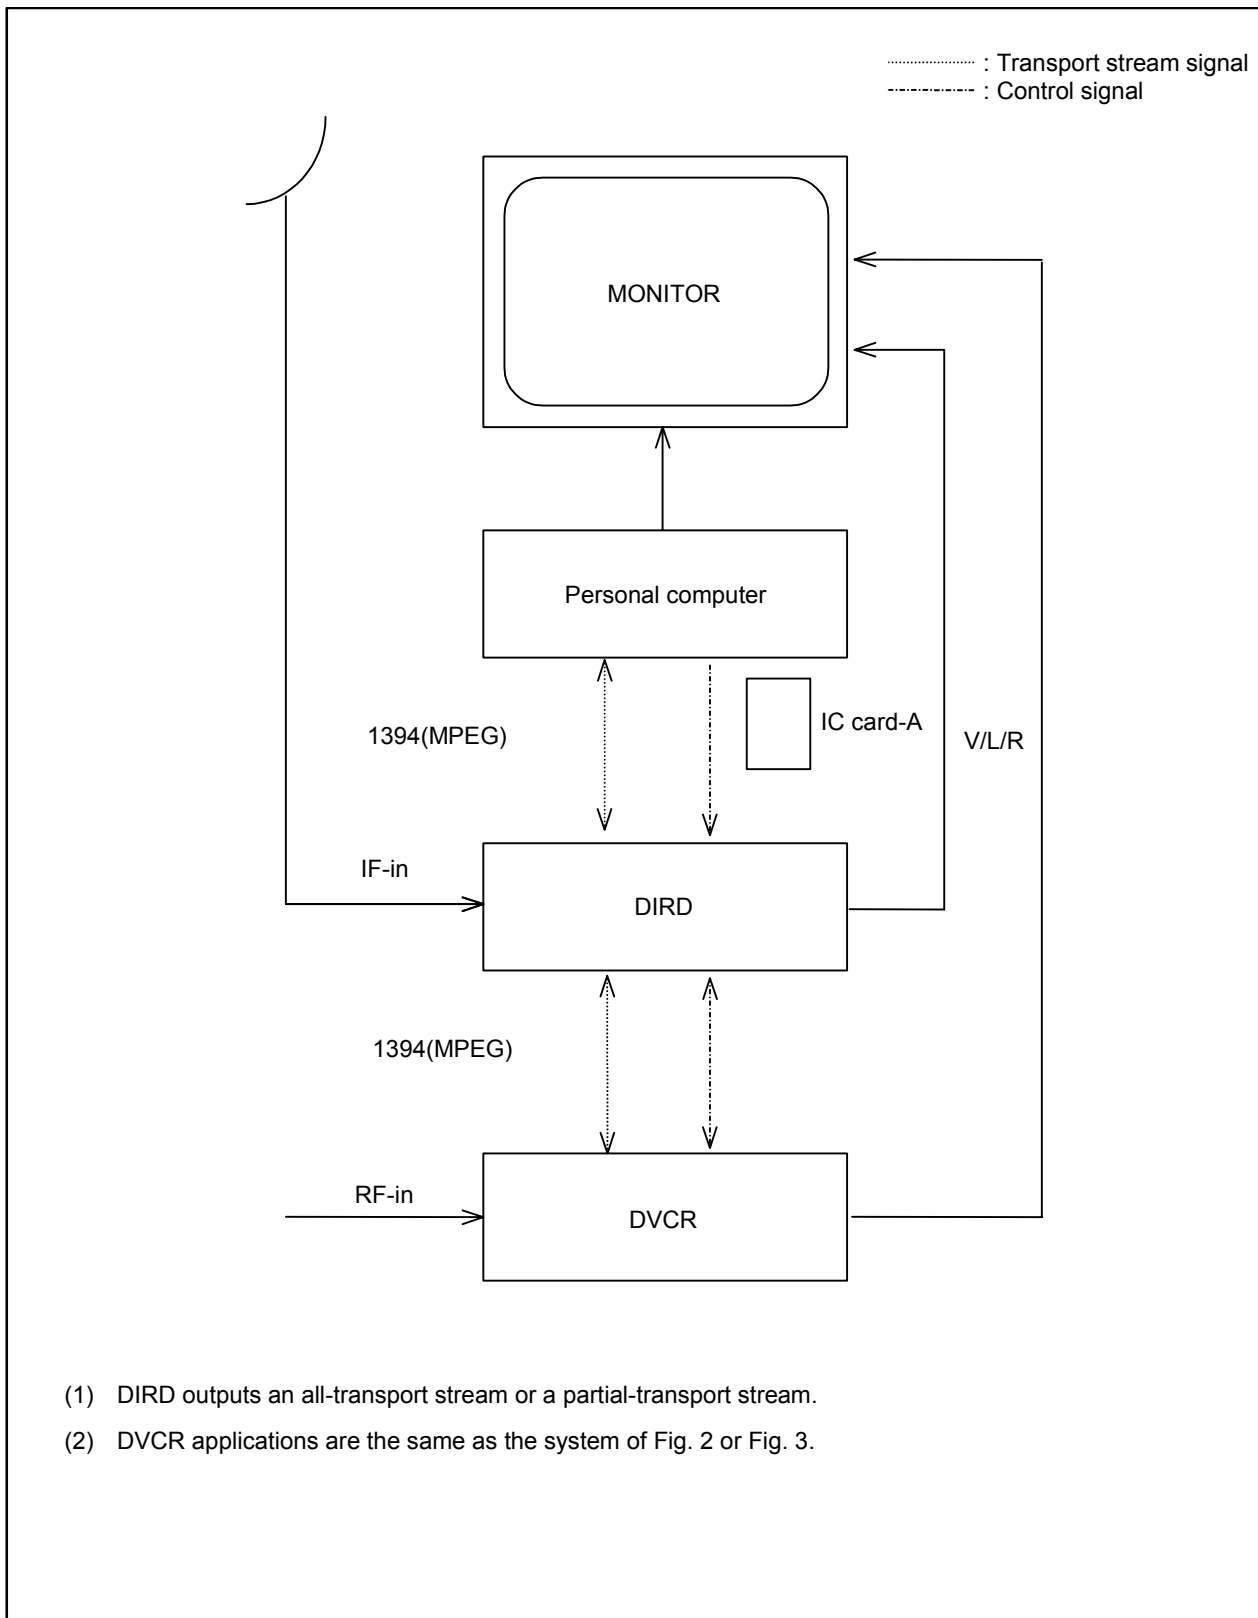 : Transport stream signal
: Control signal
MONITOR
Personal computer
1394(MPEG)
IC card-A
V/L/R
IF-in
DIRD
1394(MPEG)
RF-in
DVCR
(1) DIRD outputs an all-transport stream or a partial-transport stream.
(2) DVCR applications are the same as the system of Fig. 2 or Fig. 3.